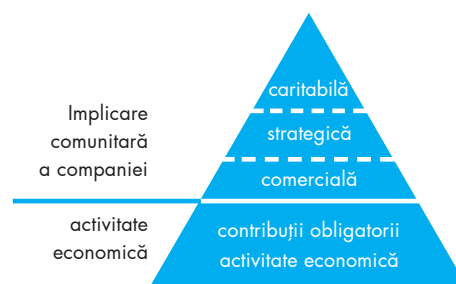 caritabilă
strategică
Implicare
comunitară
a companiei
comercială
activitate
economică
contribuții obligatorii
activitate economică